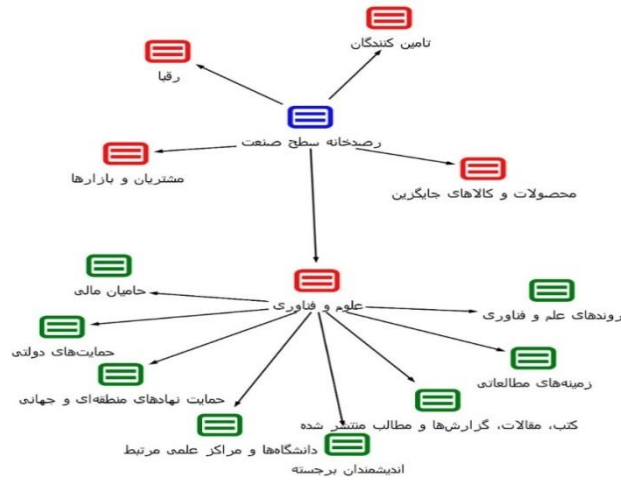 تامین کنندگان
رقبا
رصدخانه سطح صنعت
مشتریان و بازارها
محصولات و کالاهای جایگزین
حامیان مالی
علوم و فناوری
روندهای علم و فناوری
حمایت‌های دولتی
زمینه‌های مطالعاتی
حمایت نهادهای منطقه‌ای و جهانی
کتب، مقالات، گزارش‌ها و مطالب منتشر شده
دانشگاه‌ها و مراکز علمی مرتبط
اندیشمندان برجسته